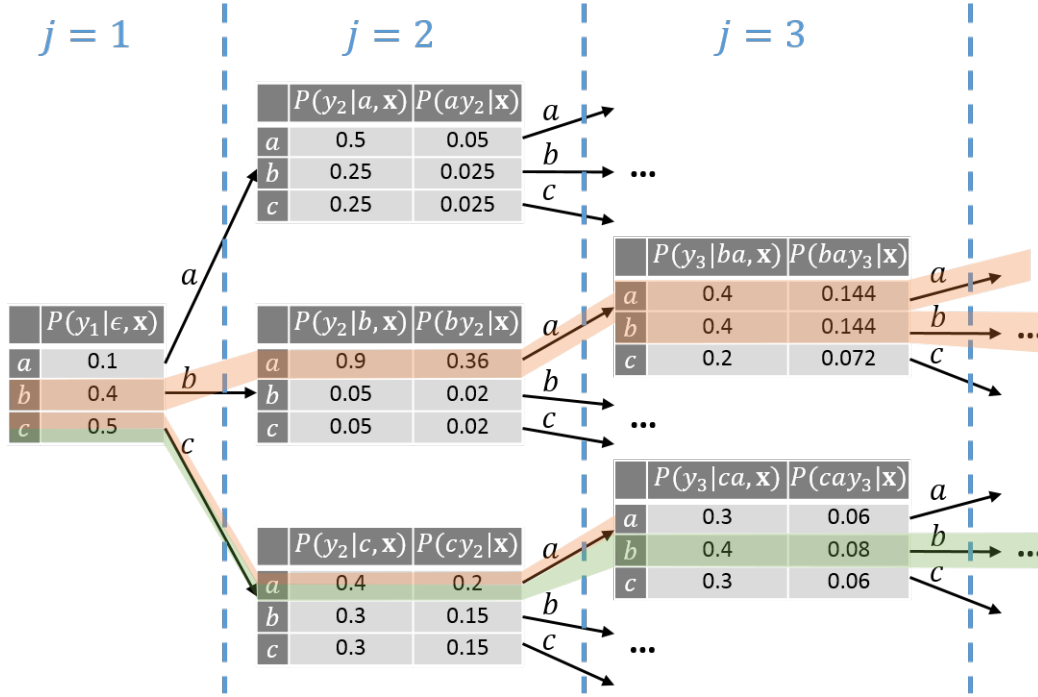 j = 1
j = 2
j = 3
P(y₂|a, x) P(ay₂|x)
a 0.5 0.05
b 0.25 0.025
c 0.25 0.025
a
b
c
...
a
P(y₁|ϵ, x)
a 0.1
b 0.4
c 0.5
b
c
P(y₂|b, x) P(by₂|x)
a 0.9 0.36
b 0.05 0.02
c 0.05 0.02
a
b
c
...
P(y₃|ba, x) P(bay₃|x)
a 0.4 0.144
b 0.4 0.144
c 0.2 0.072
a
b
c
...
P(y₂|c, x) P(cy₂|x)
a 0.4 0.2
b 0.3 0.15
c 0.3 0.15
a
b
c
...
P(y₃|ca, x) P(cay₃|x)
a 0.3 0.06
b 0.4 0.08
c 0.3 0.06
a
b
c
...